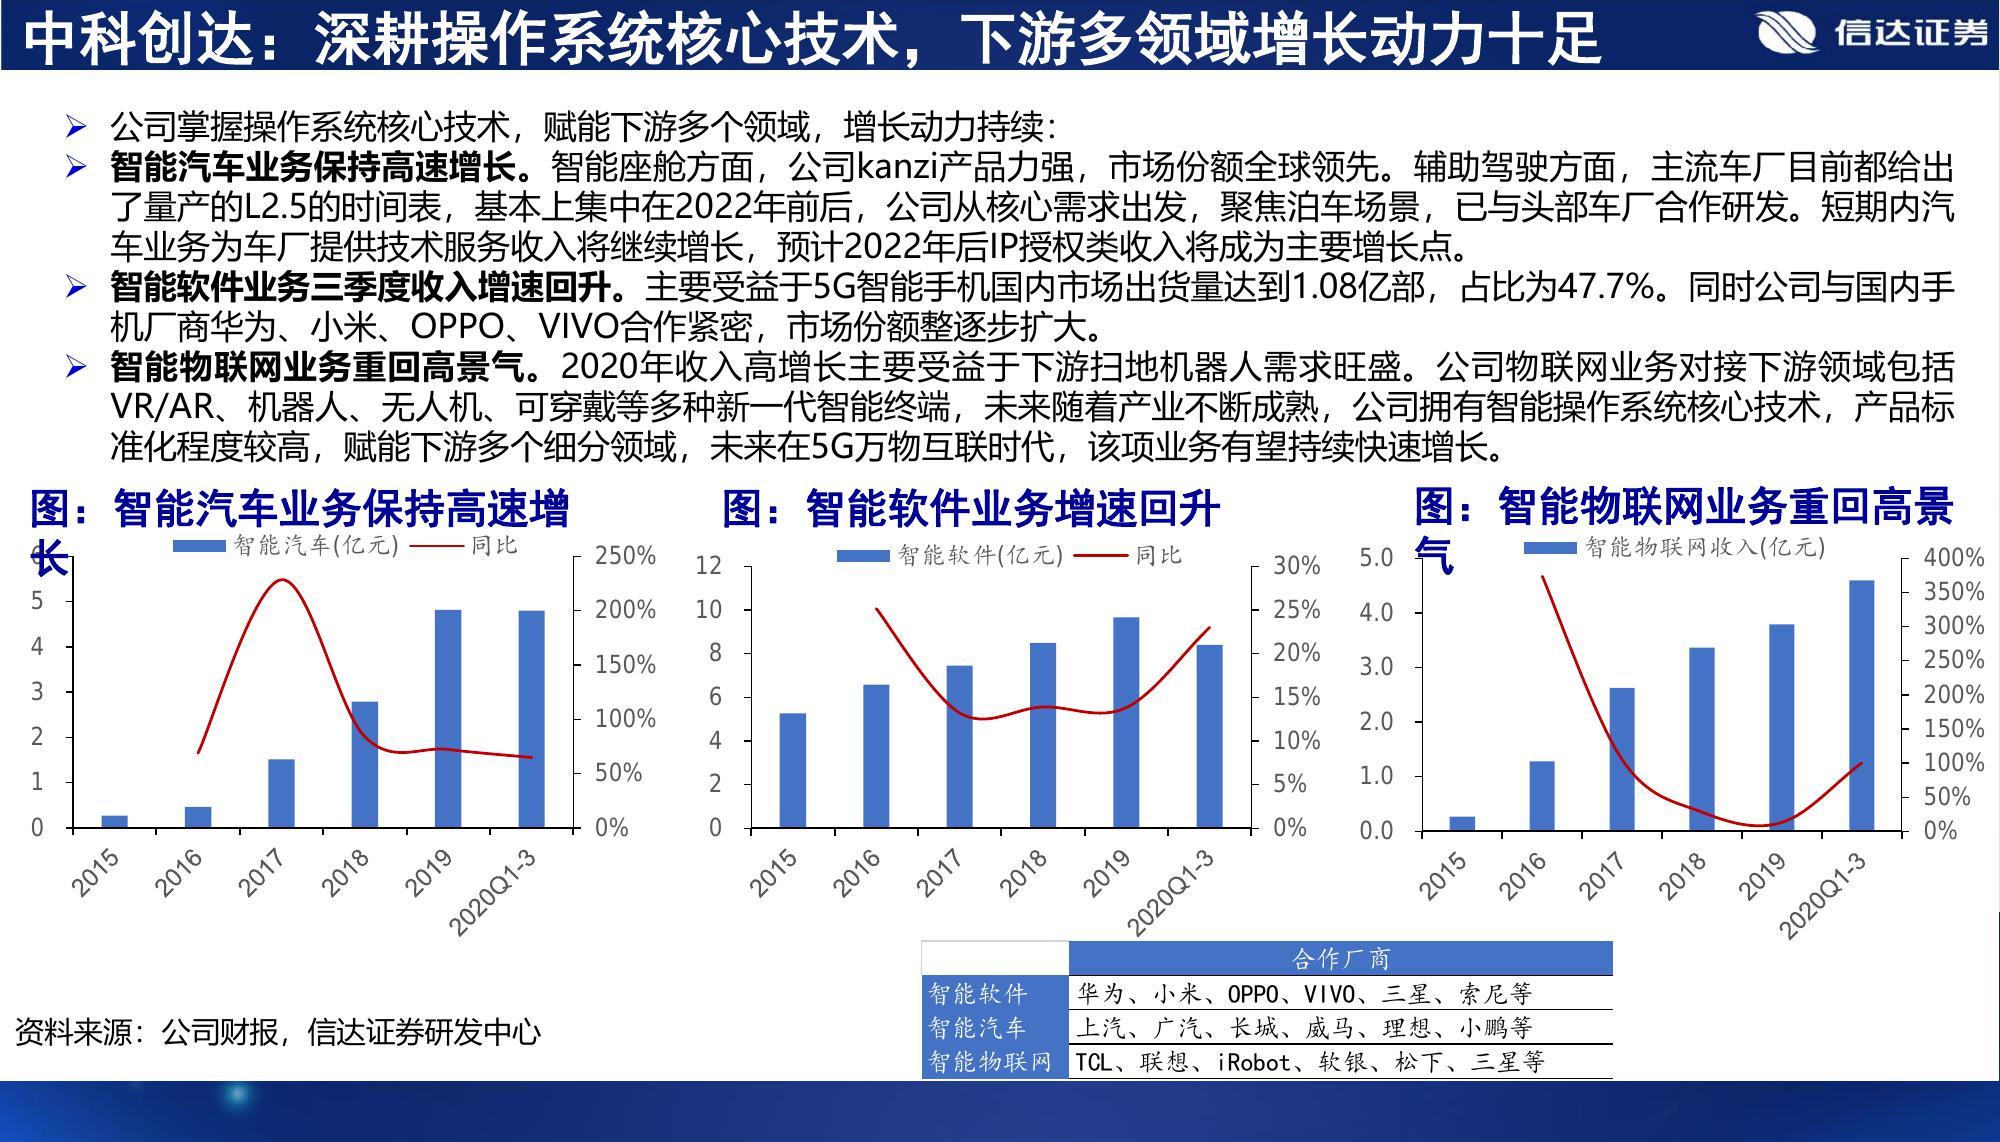 中科创达：深耕操作系统核心技术，下游多领域增长动力十足
信达证券
公司掌握操作系统核心技术，赋能下游多个领域，增长动力持续：
智能汽车业务保持高速增长。智能座舱方面，公司kanzi产品力强，市场份额全球领先。辅助驾驶方面，主流车厂目前都给出
了量产的L2.5的时间表，基本上集中在2022年前后，公司从核心需求出发，聚焦泊车场景，已与头部车厂合作研发。短期内汽
车业务为车厂提供技术服务收入将继续增长，预计2022年后IP授权类收入将成为主要增长点。
智能软件业务三季度收入增速回升。主要受益于5G智能手机国内市场出货量达到1.08亿部，占比为47.7%。同时公司与国内手
机厂商华为、小米、OPPO、VIVO合作紧密，市场份额整逐步扩大。
智能物联网业务重回高景气。2020年收入高增长主要受益于下游扫地机器人需求旺盛。公司物联网业务对接下游领域包括
VR/AR、机器人、无人机、可穿戴等多种新一代智能终端，未来随着产业不断成熟，公司拥有智能操作系统核心技术，产品标
准化程度较高，赋能下游多个细分领域，未来在5G万物互联时代，该项业务有望持续快速增长。
图：智能汽车业务保持高速增
长
智能汽车(亿元) 同比
6
5
4
3
2
1
0
250%
200%
150%
100%
50%
0%
2015 2016 2017 2018 2019 2020Q1-3
图：智能软件业务增速回升
智能软件(亿元) 同比
12
10
8
6
4
2
0
30%
25%
20%
15%
10%
5%
0%
2015 2016 2017 2018 2019 2020Q1-3
图：智能物联网业务重回高景
气
智能物联网收入(亿元)
5.0
4.0
3.0
2.0
1.0
0.0
400%
350%
300%
250%
200%
150%
100%
50%
0%
2015 2016 2017 2018 2019 2020Q1-3
合作厂商
智能软件 华为、小米、OPPO、VIVO、三星、索尼等
智能汽车 上汽、广汽、长城、威马、理想、小鹏等
智能物联网 TCL、联想、iRobot、软银、松下、三星等
资料来源：公司财报，信达证券研发中心